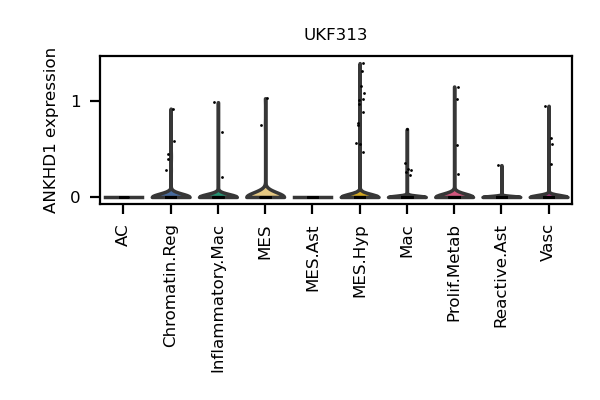 UKF313
ANKHD1 expression
1
0
AC
Chromatin.Reg
Inflammatory.Mac
MES
MES.Ast
MES.Hyp
Mac
Prolif.Metab
Reactive.Ast
Vasc